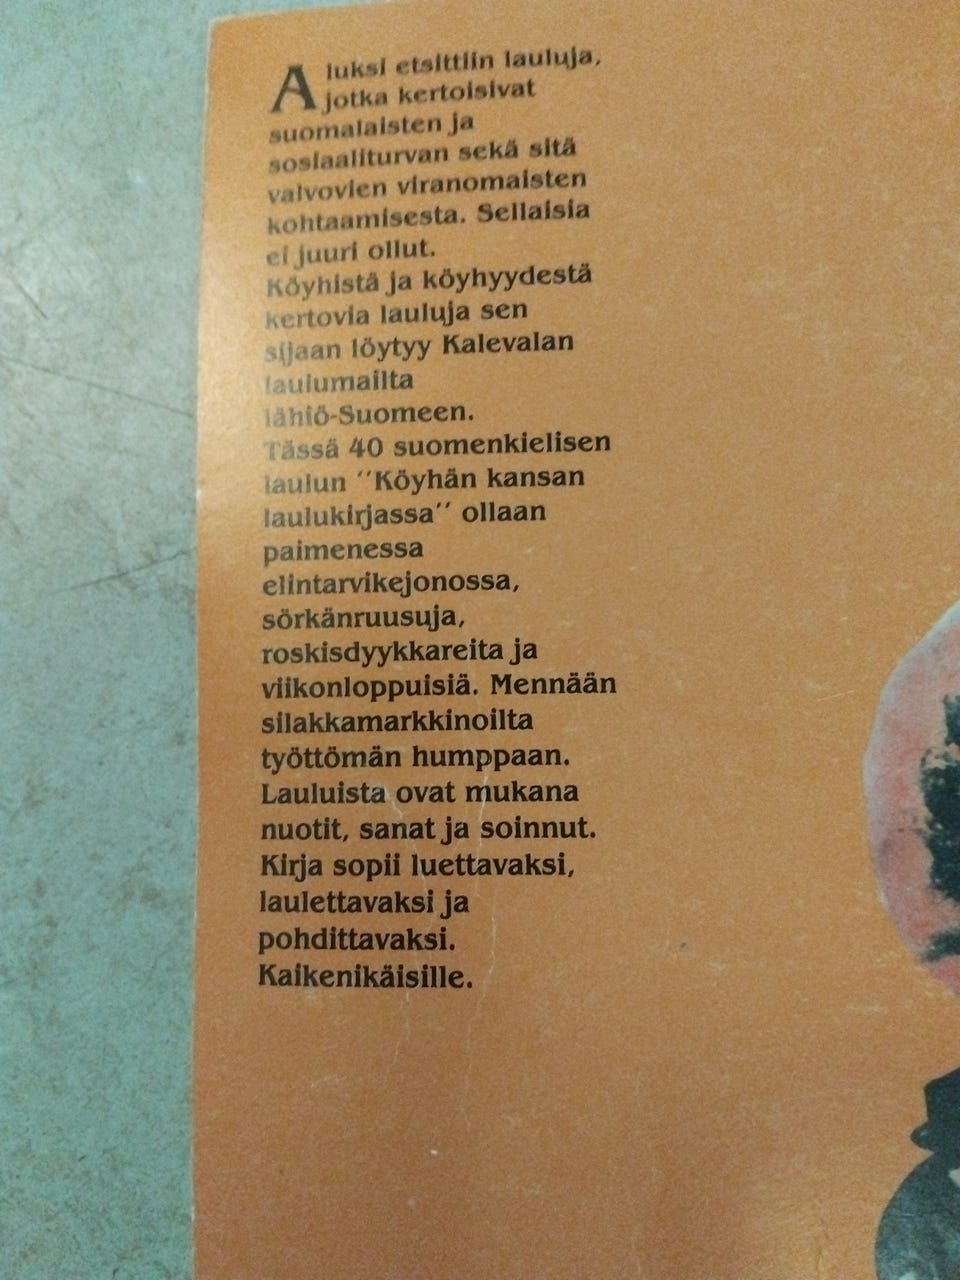 Aluksi etsittiin lauluja,
jotka kertoisivat
suomalaisten ja
sosiaaliturvan sekä sitä
valvovien viranomaisten
kohtaamisesta. Sellaisia
ei juuri ollut.
Köyhistä ja köyhyydestä
kertovia lauluja sen
sijaan löytyy Kalevalan
laulumailta
lähiö-Suomeen.
Tässä 40 suomenkielisen
laulun "Köyhän kansan
laulukirjassa" ollaan
paimenessa
elintarvikejonossa,
sörkänruusuja,
roskisdyykkareita ja
viikonloppuisiä. Mennään
silakkamarkkinoilta
työttömän humppaan.
Lauluista ovat mukana
nuotit, sanat ja soinnut.
Kirja sopii luettavaksi,
laulettavaksi ja
pohdittavaksi.
Kaikenikäisille.